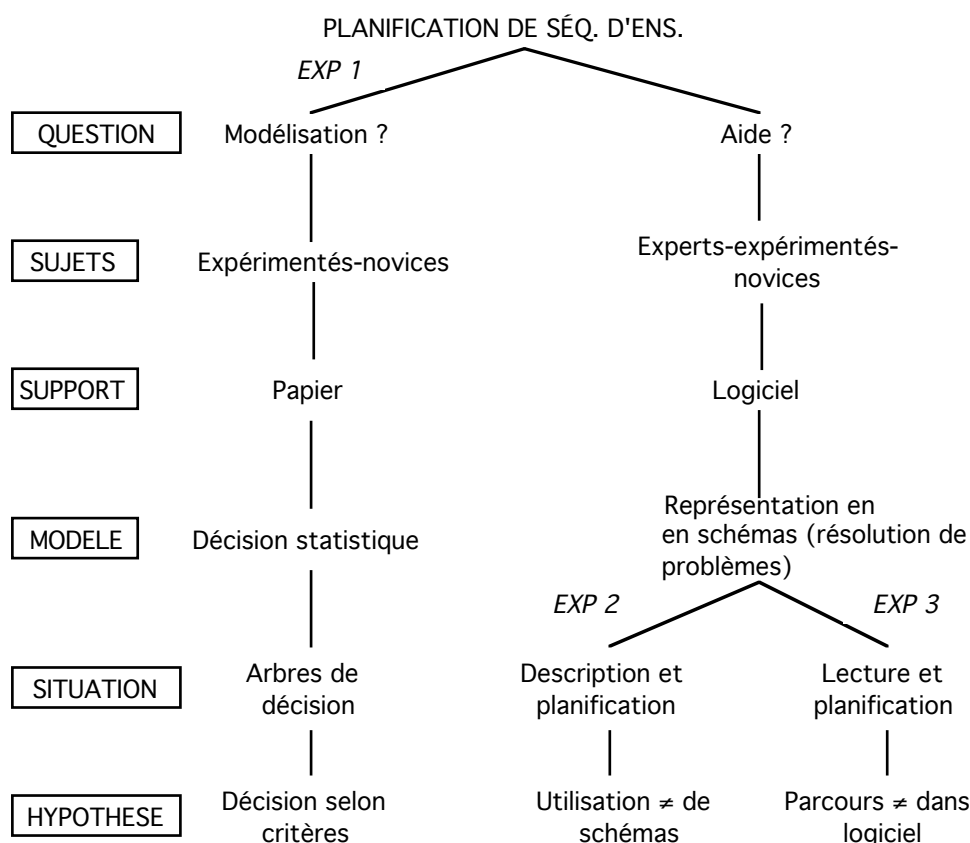 PLANIFICATION DE SÉQ. D'ENS.
EXP 1
QUESTION
Modélisation ?
Aide ?
SUJETS
Expérimentés-novices
Experts-expérimentés-
novices
SUPPORT
Papier
Logiciel
MODELE
Décision statistique
Représentation en
en schémas (résolution de
problèmes)
EXP 2
EXP 3
SITUATION
Arbres de
décision
Description et
planification
Lecture et
planification
HYPOTHESE
Décision selon
critères
Utilisation ≠ de
schémas
Parcours ≠ dans
logiciel